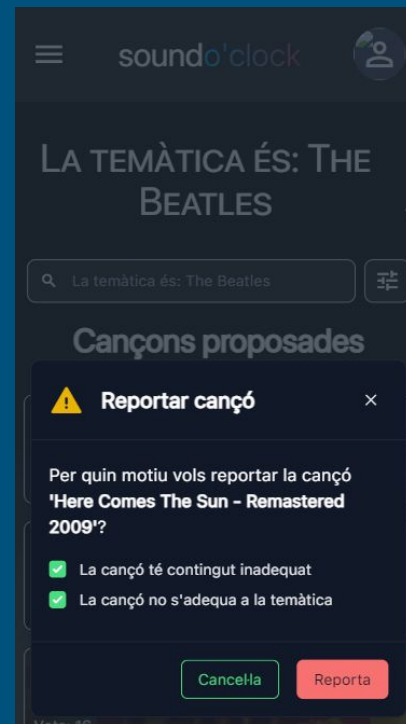 soundo'clock
LA TEMÀTICA ÉS: THE
BEATLES
La temàtica és: The Beatles
Cançons proposades
Reportar cançó
Per quin motiu vols reportar la cançó
'Here Comes The Sun - Remastered
2009'?
La cançó té contingut inadequat
La cançó no s'adequa a la temàtica
Cancel·la
Reporta